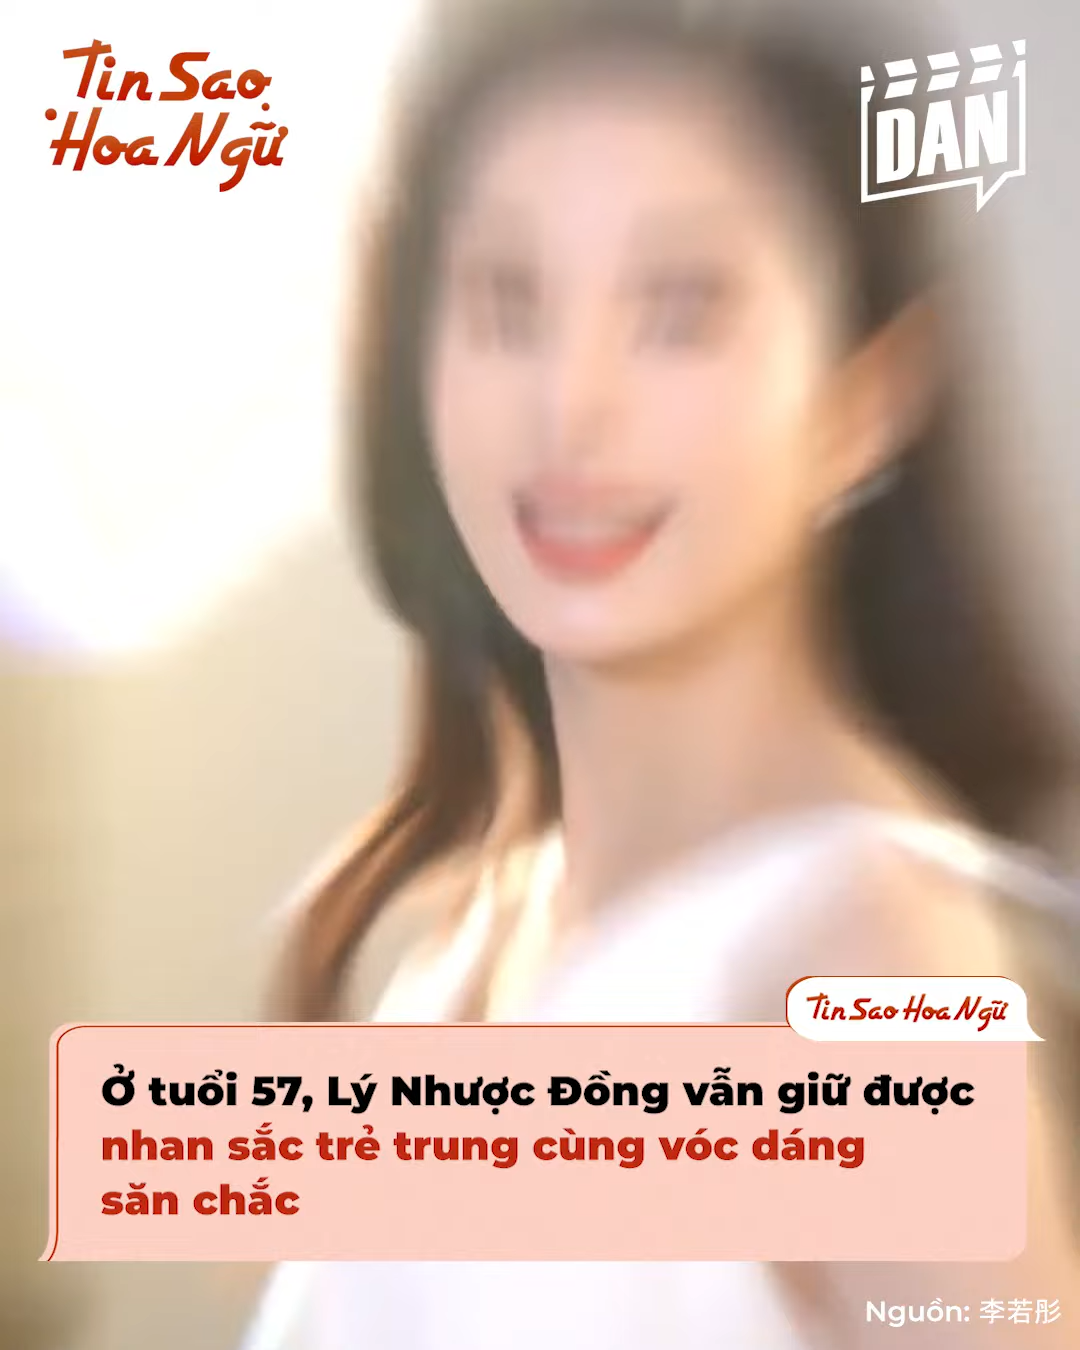 Tin Sao
Hoa Ngữ
DAN
Tin Sao Hoa Ngữ
Ở tuổi 57, Lý Nhược Đồng vẫn giữ được
nhan sắc trẻ trung cùng vóc dáng
săn chắc
Nguồn: 李若彤